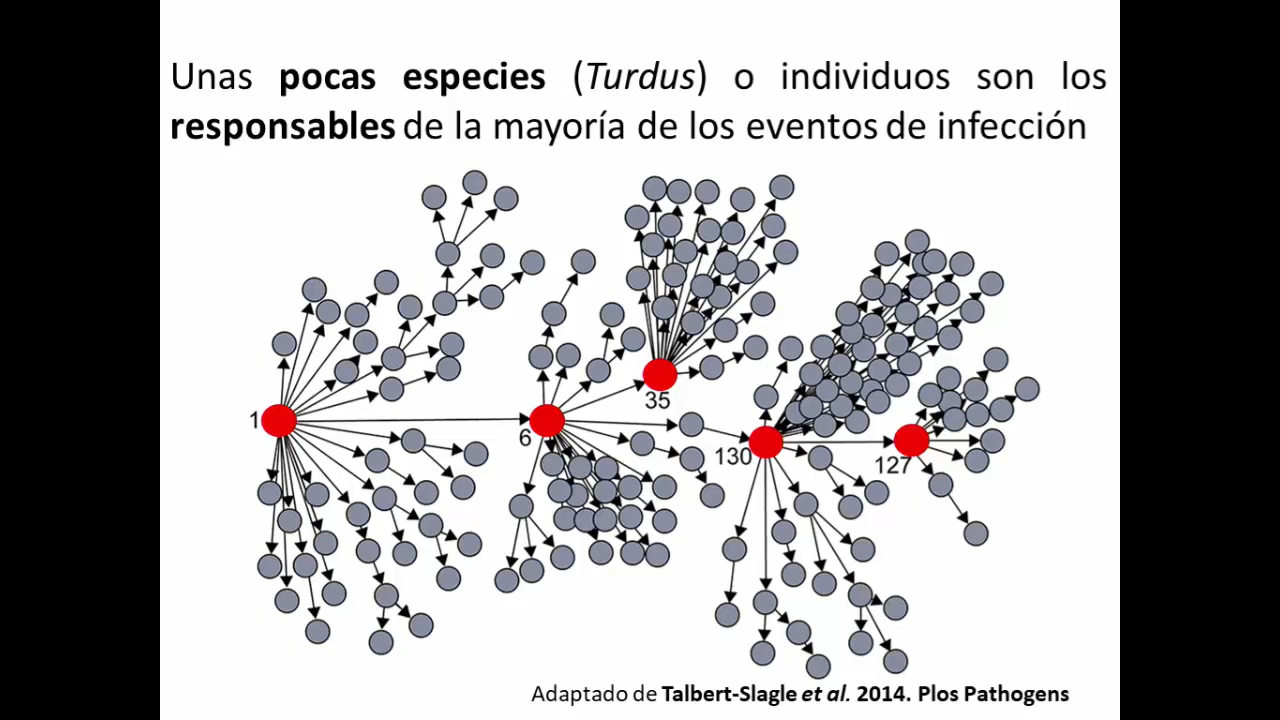 Unas pocas especies (Turdus) o individuos son los
responsables de la mayoría de los eventos de infección
35
1
6
130
127
Adaptado de Talbert-Slagle et al. 2014. Plos Pathogens